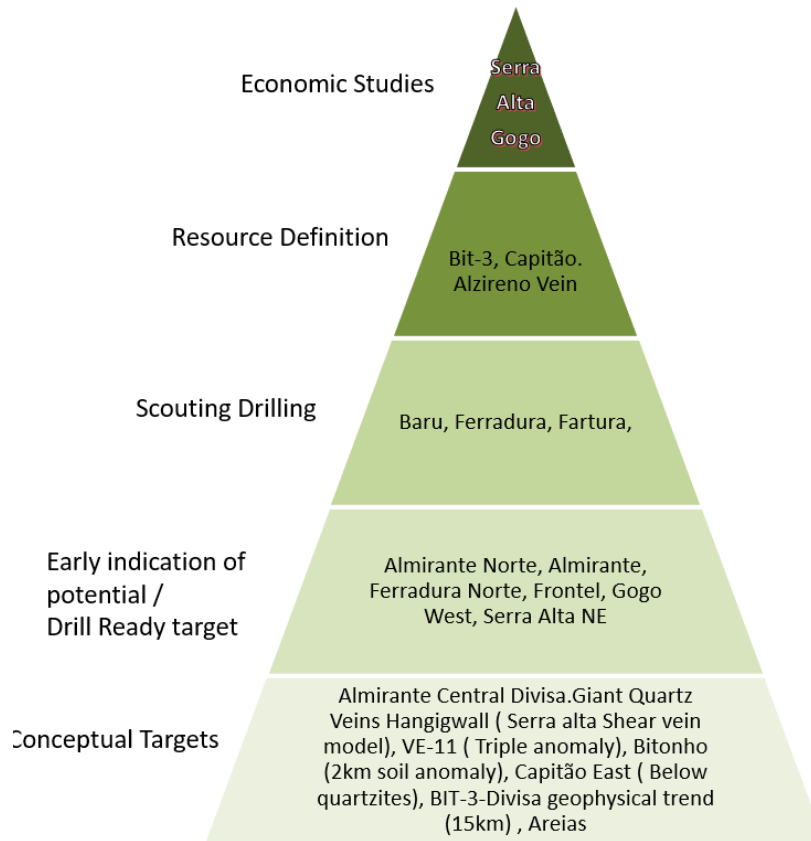 Economic Studies
Serra
Alta
Gogo
Resource Definition
Bit-3, Capitão.
Alzireno Vein
Scouting Drilling
Baru, Ferradura, Fartura,
Early indication of
potential /
Drill Ready target
Almirante Norte, Almirante,
Ferradura Norte, Frontel, Gogo
West, Serra Alta NE
Conceptual Targets
Almirante Central Divisa.Giant Quartz
Veins Hangigwall ( Serra alta Shear vein
model), VE-11 ( Triple anomaly), Bitonho
(2km soil anomaly), Capitão East ( Below
quartzites), BIT-3-Divisa geophysical trend
(15km) , Areias